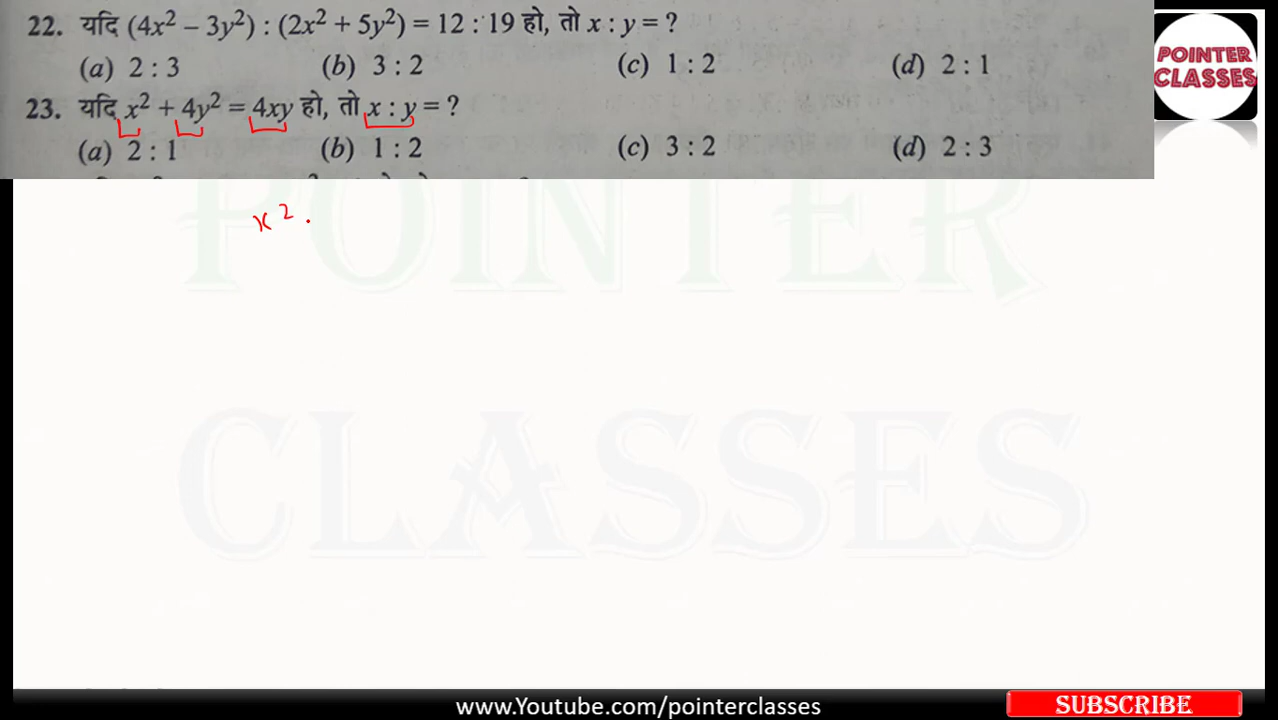 22. यदि (4x² – 3y²) : (2x² + 5y²) = 12 : 19 हो, तो x : y = ?
(a) 2 : 3 (b) 3 : 2 (c) 1 : 2 (d) 2 : 1
23. यदि x² + 4y² = 4xy हो, तो x : y = ?
(a) 2 : 1 (b) 1 : 2 (c) 3 : 2 (d) 2 : 3
POINTER
CLASSES
x².
POINTER
CLASSES
www.Youtube.com/pointerclasses
SUBSCRIBE